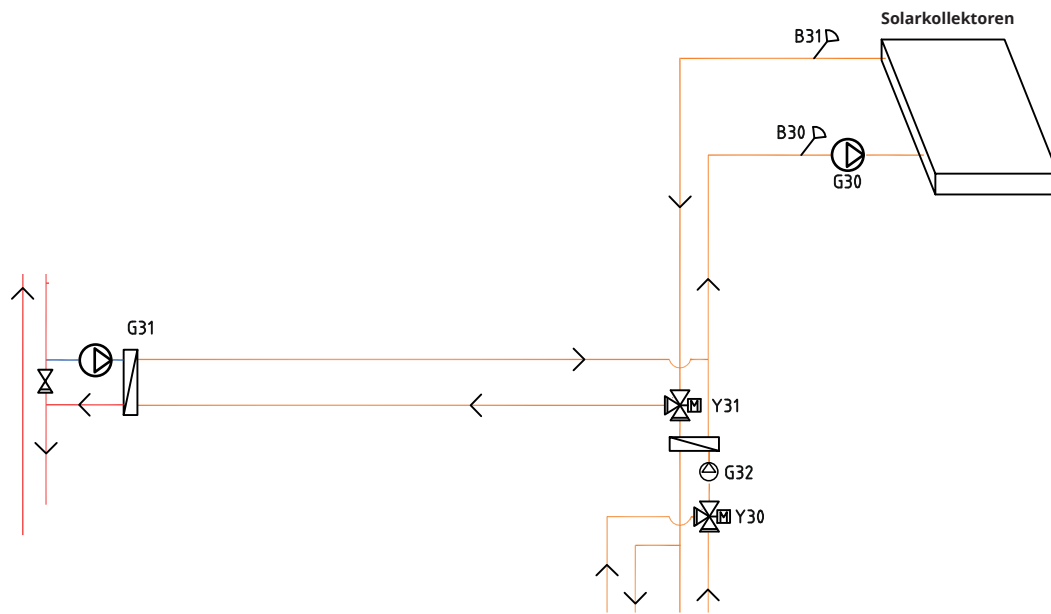 Solarkollektoren
B31
B30
G30
G31
M Y31
G32
M Y30